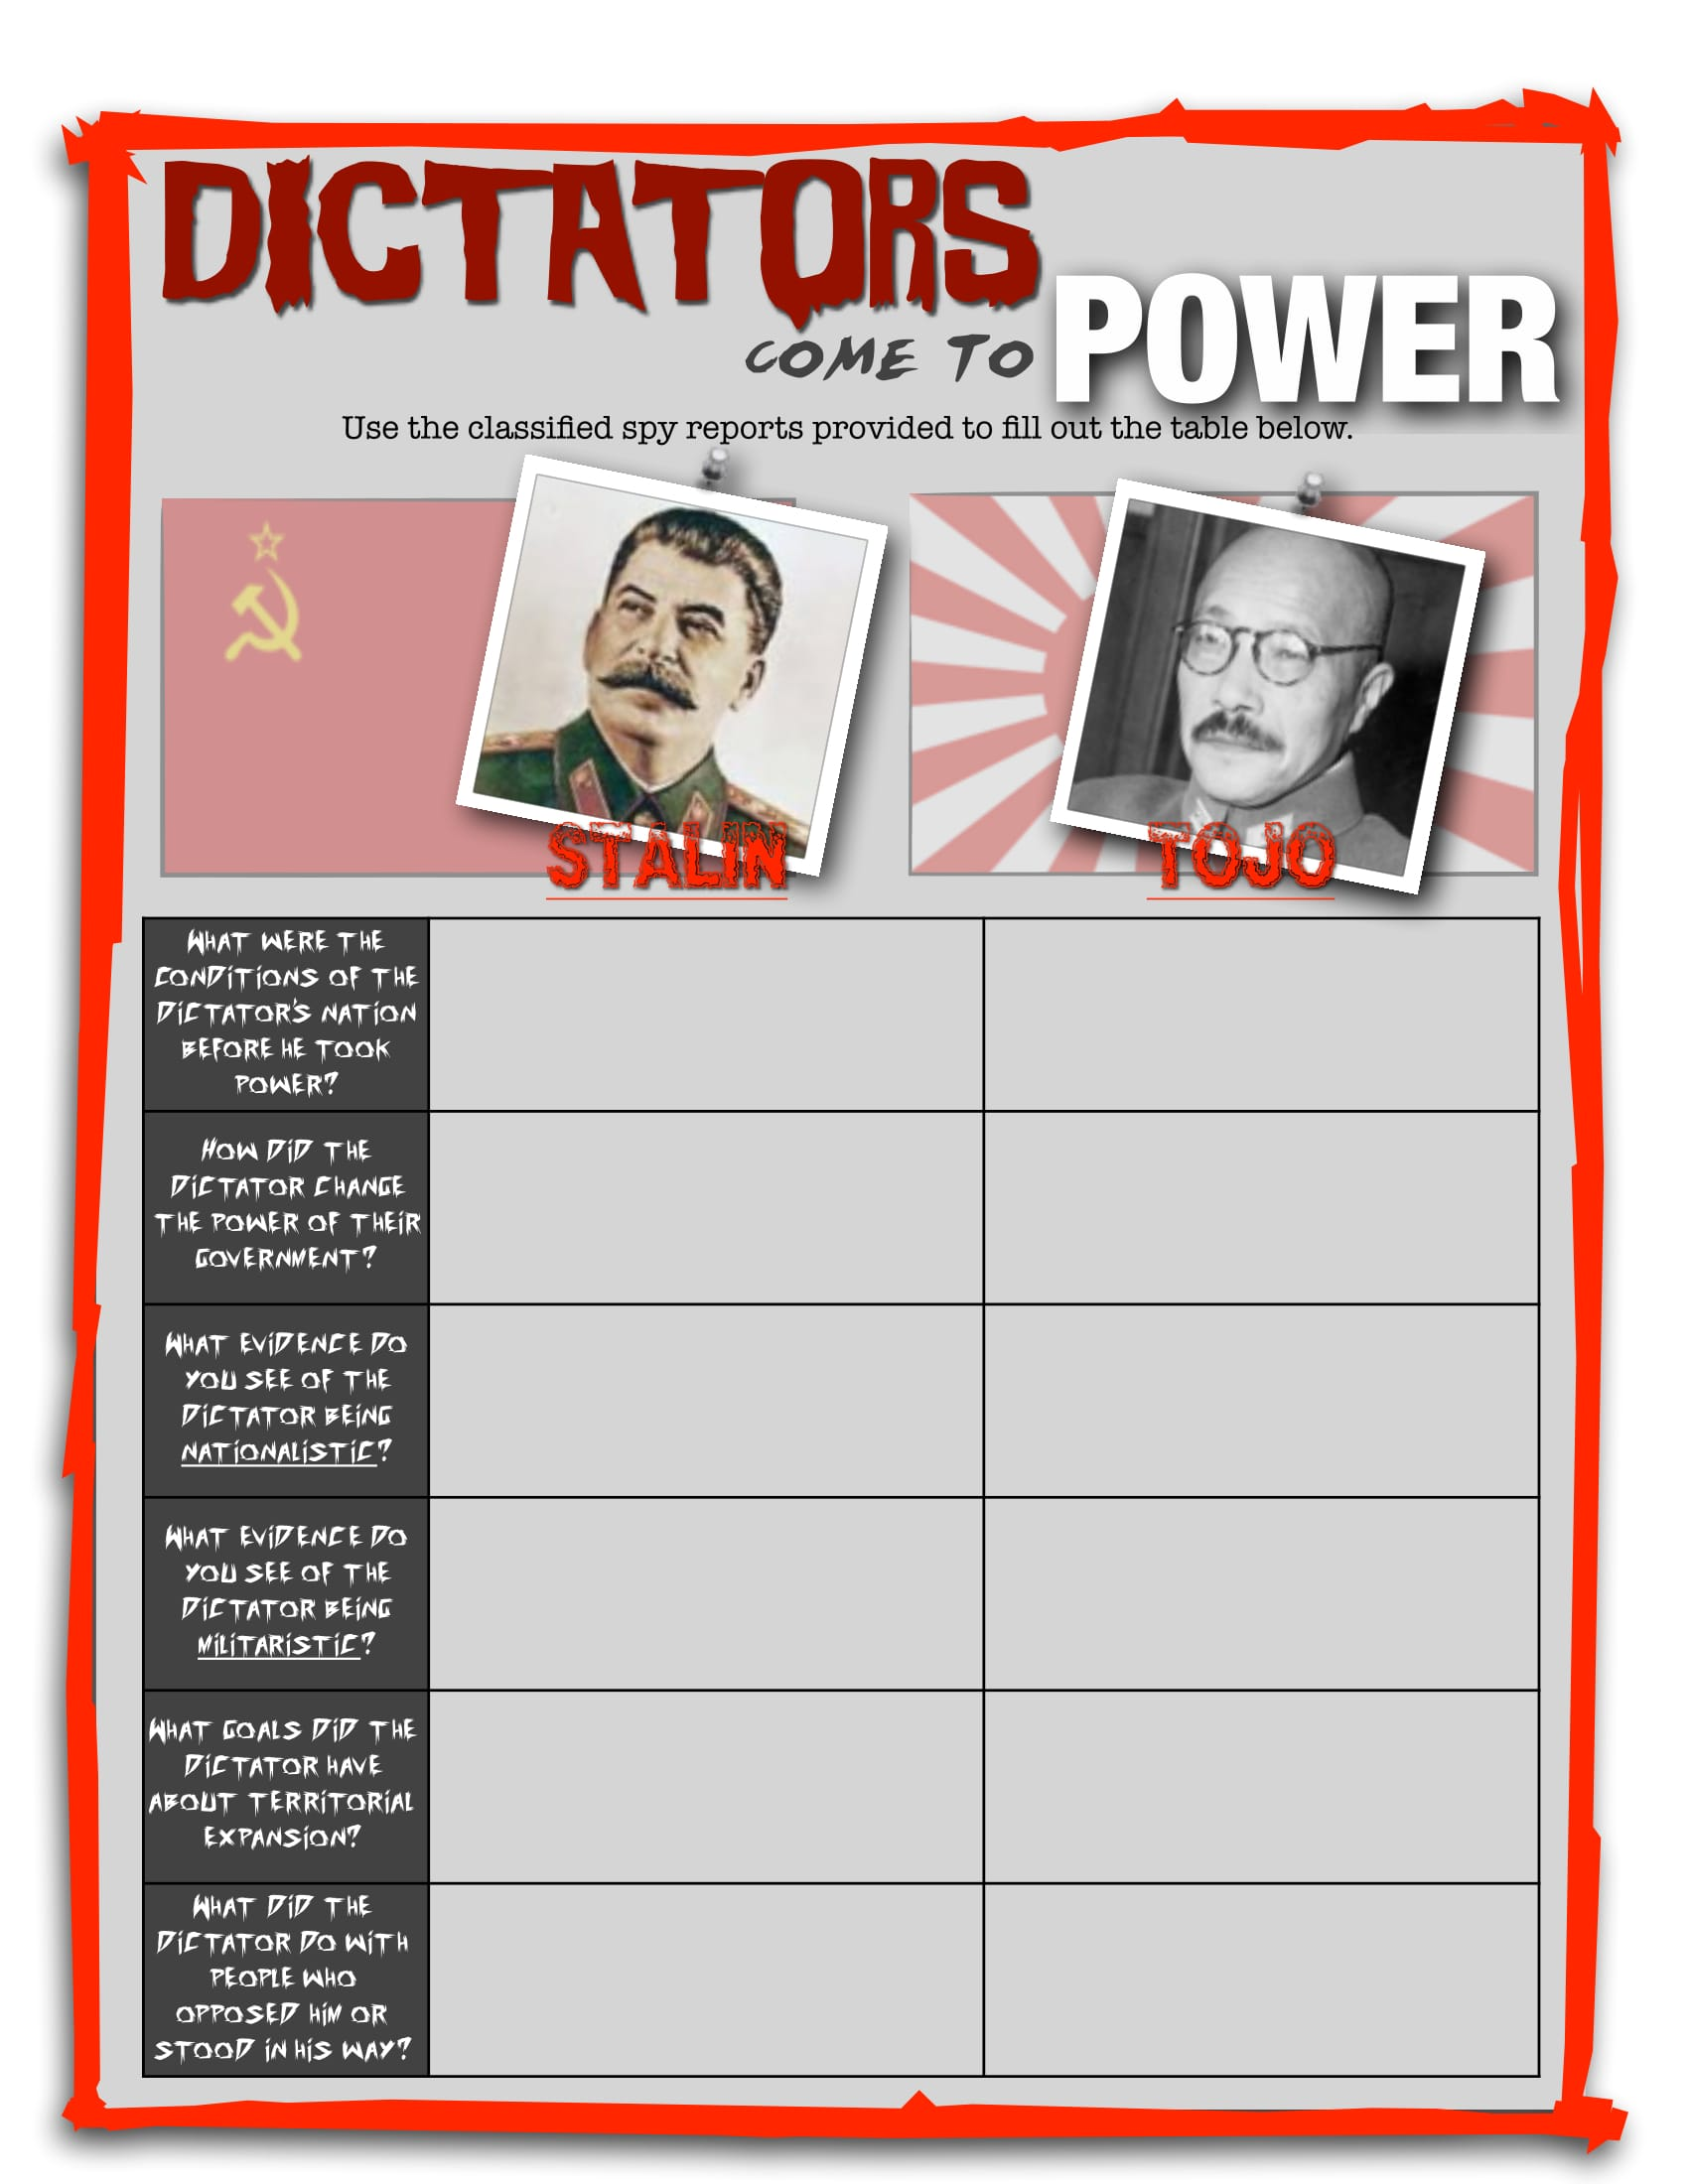 DICTATORS
COME TO POWER
Use the classified spy reports provided to fill out the table below.
STALIN
TOJO
WHAT WERE THE
CONDITIONS OF THE
DICTATOR'S NATION
BEFORE HE TOOK
POWER?
HOW DID THE
DICTATOR CHANGE
THE POWER OF THEIR
GOVERNMENT?
WHAT EVIDENCE DO
YOU SEE OF THE
DICTATOR BEING
NATIONALISTIC?
WHAT EVIDENCE DO
YOU SEE OF THE
DICTATOR BEING
MILITARISTIC?
WHAT GOALS DID THE
DICTATOR HAVE
ABOUT TERRITORIAL
EXPANSION?
WHAT DID THE
DICTATOR DO WITH
PEOPLE WHO
OPPOSED HIM OR
STOOD IN HIS WAY?